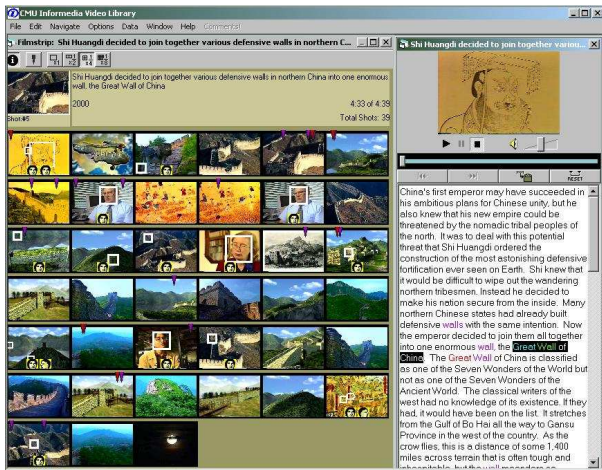 CMU Informedia Video Library
File Edit Navigate Options Data Window Help Comments!
Filmstrip: Shi Huangdi decided to join together various defensive walls in northern C...
x1 x2 x4 x8
Shi Huangdi decided to join together various defensive walls in northern China into one enormous
wall, the Great Wall of China
2000 4:33 of 4:39
Shot:#5 Total Shots: 39
Shi Huangdi decided to join together variou...
RESET
China's first emperor may have succeeded in
his ambitious plans for Chinese unity, but he
also knew that his new empire could be
threatened by the nomadic tribal peoples of
the north. It was to deal with this potential
threat that Shi Huangdi ordered the
construction of the most astonishing defensive
fortification ever seen on Earth. Shi knew that
it would be difficult to wipe out the wandering
northern tribesmen. Instead he decided to
make his nation secure from the inside. Many
northern Chinese states had already built
defensive walls with the same intention. Now
the emperor decided to join them all together
into one enormous wall, the Great Wall of
China. The Great Wall of China is classified
as one of the Seven Wonders of the World but
not as one of the Seven Wonders of the
Ancient World. The classical writers of the
west had no knowledge of its existence. If they
had, it would have been on the list. It stretches
from the Gulf of Bo Hai all the way to Gansu
Province in the west of the country. As the
crow flies, this is a distance of some 1,400
miles across terrain that is often tough and
inhospitable, but the wall meanders so